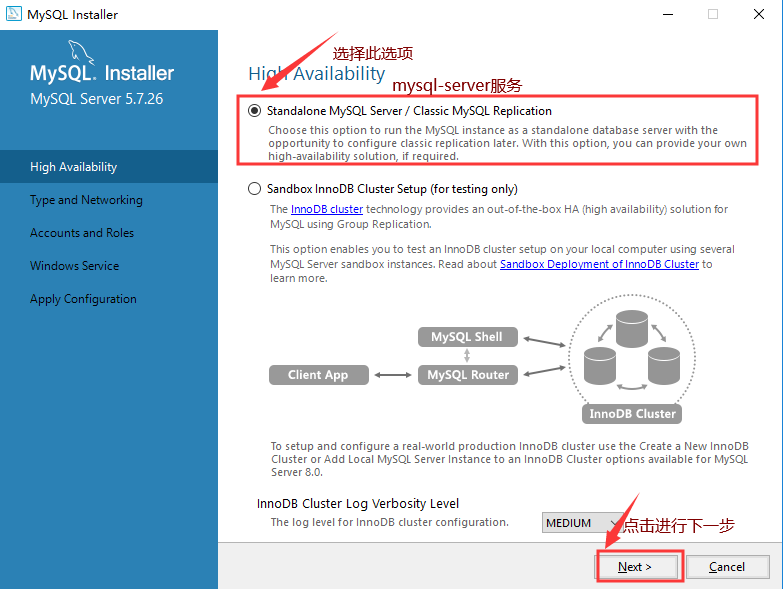 MySQL Installer
MySQL. Installer
MySQL Server 5.7.26
High Availability
Type and Networking
Accounts and Roles
Windows Service
Apply Configuration
选择此选项
High Availability
mysql-server服务
Standalone MySQL Server / Classic MySQL Replication
Choose this option to run the MySQL instance as a standalone database server with the
opportunity to configure classic replication later. With this option, you can provide your own
high-availability solution, if required.
Sandbox InnoDB Cluster Setup (for testing only)
The InnoDB cluster technology provides an out-of-the-box HA (high availability) solution for
MySQL using Group Replication.
This option enables you to test an InnoDB cluster setup on your local computer using several
MySQL Server sandbox instances. Read about Sandbox Deployment of InnoDB Cluster to
learn more.
MySQL Shell
Client App
MySQL Router
InnoDB Cluster
To setup and configure a real-world production InnoDB cluster use the Create a New InnoDB
Cluster or Add Local MySQL Server Instance to an InnoDB Cluster options available for MySQL
Server 8.0.
InnoDB Cluster Log Verbosity Level
The log level for InnoDB cluster configuration.
MEDIUM
点击进行下一步
Next >
Cancel